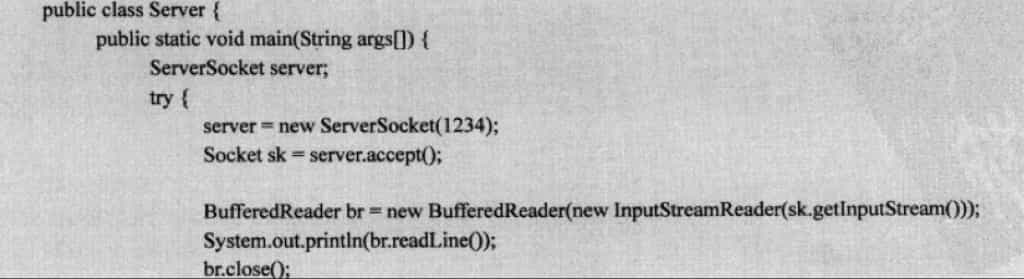 public class Server {
public static void main(String args[]) {
ServerSocket server;
try {
server = new ServerSocket(1234);
Socket sk = server.accept();
BufferedReader br = new BufferedReader(new InputStreamReader(sk.getInputStream()));
System.out.println(br.readLine());
br.close();